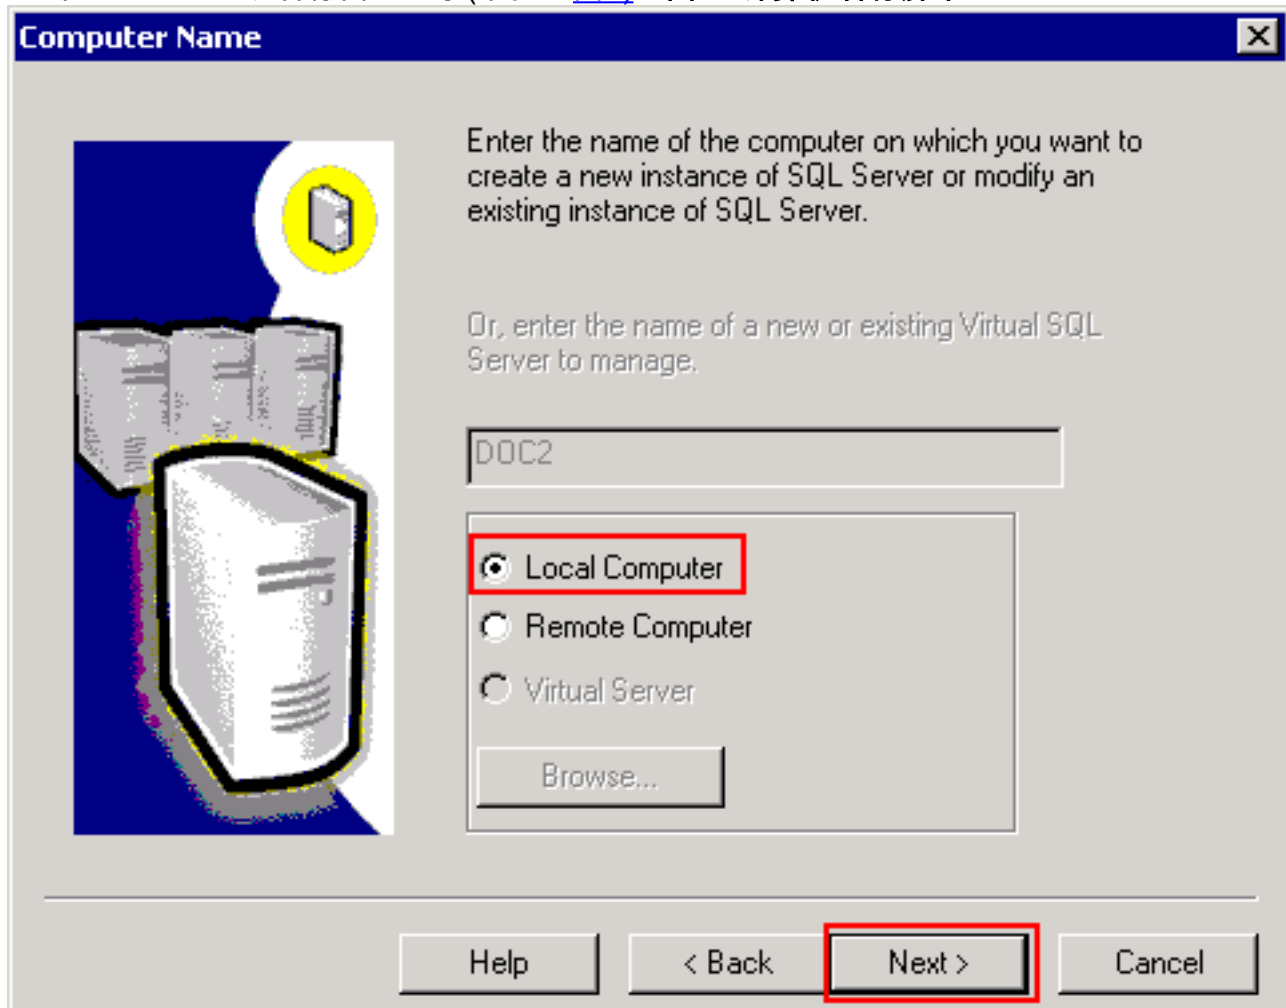 Computer Name
Enter the name of the computer on which you want to
create a new instance of SQL Server or modify an
existing instance of SQL Server.
Or, enter the name of a new or existing Virtual SQL
Server to manage.
DOC2
Local Computer
Remote Computer
Virtual Server
Browse...
Help
< Back
Next >
Cancel